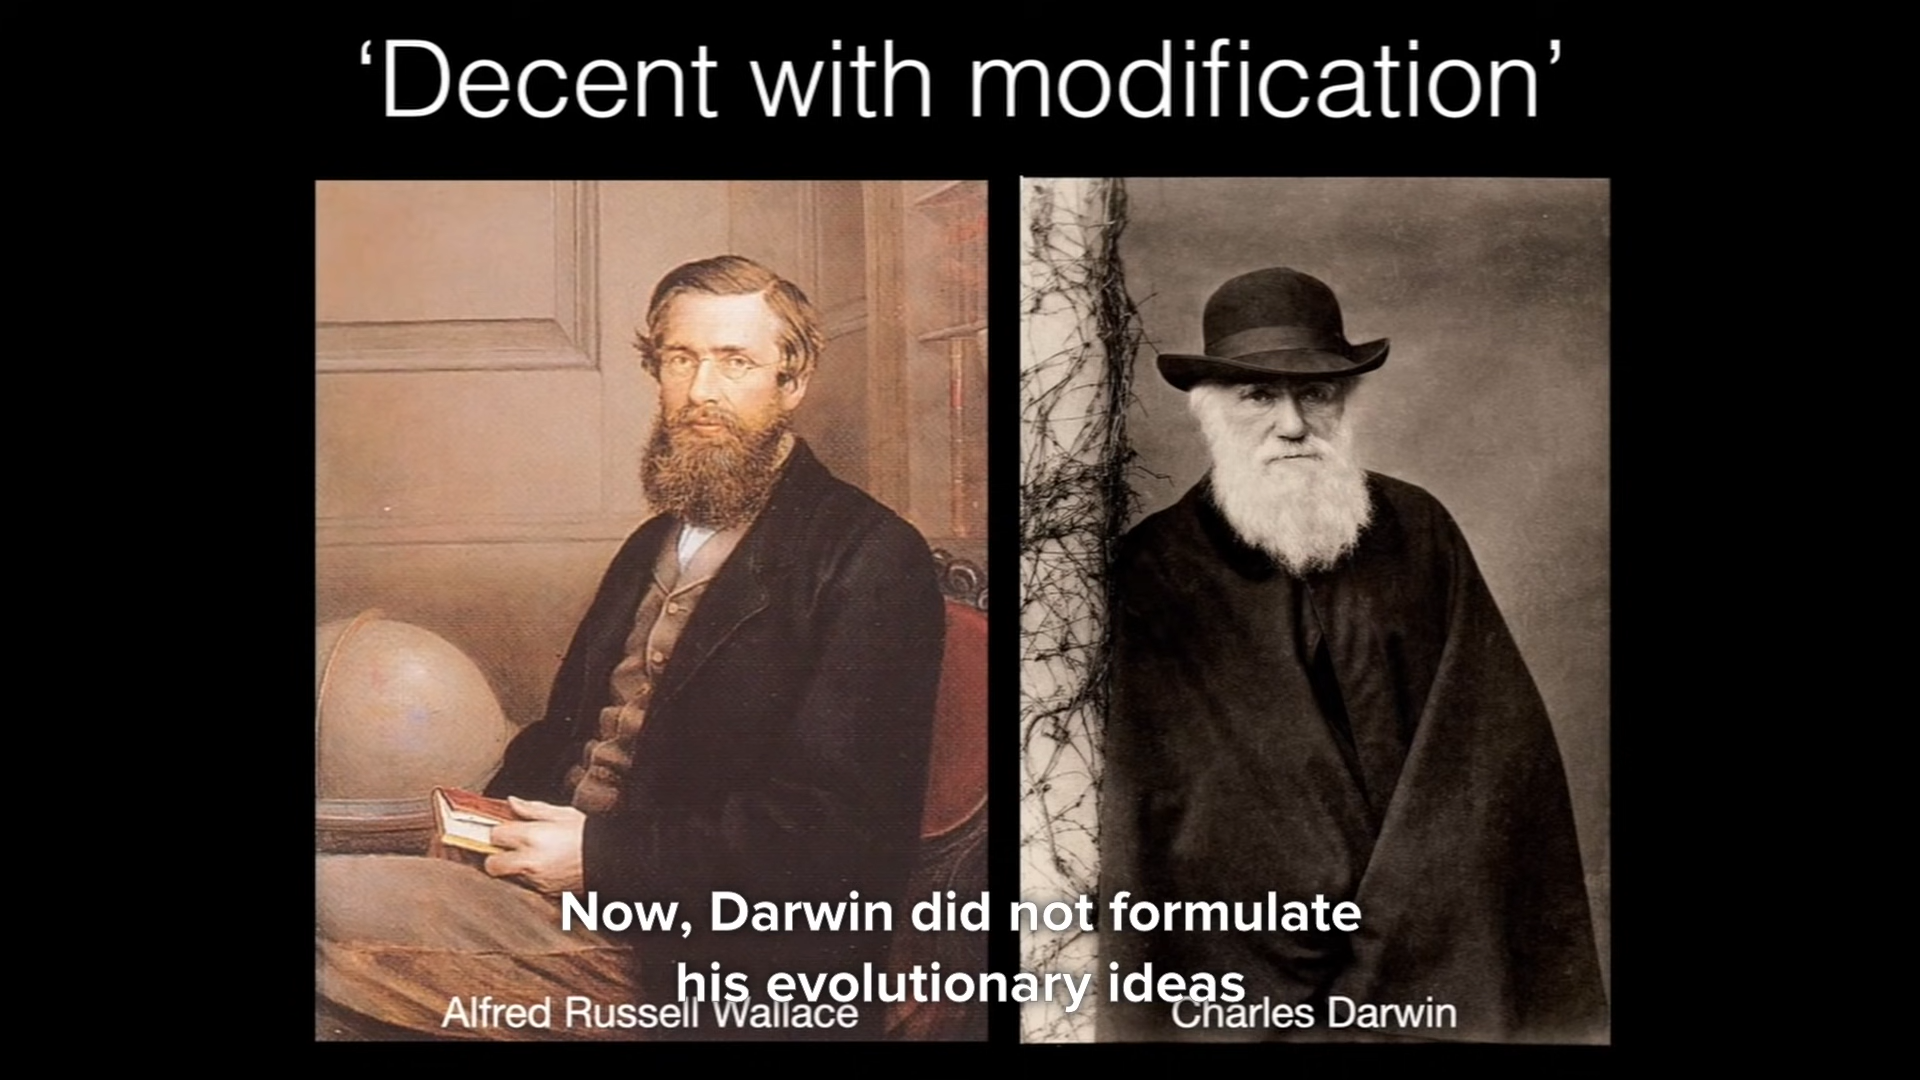 ‘Decent with modification’
Now, Darwin did not formulate
his evolutionary ideas
Alfred Russell Wallace
Charles Darwin